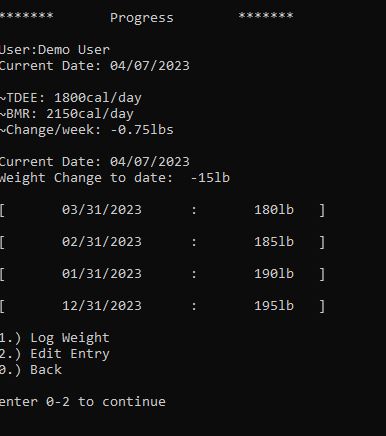 ******* Progress *******
User:Demo User
Current Date: 04/07/2023
~TDEE: 1800cal/day
~BMR: 2150cal/day
~Change/week: -0.75lbs
Current Date: 04/07/2023
Weight Change to date: -15lb
[ 03/31/2023 : 180lb ]
[ 02/31/2023 : 185lb ]
[ 01/31/2023 : 190lb ]
[ 12/31/2023 : 195lb ]
1.) Log Weight
2.) Edit Entry
0.) Back
enter 0-2 to continue